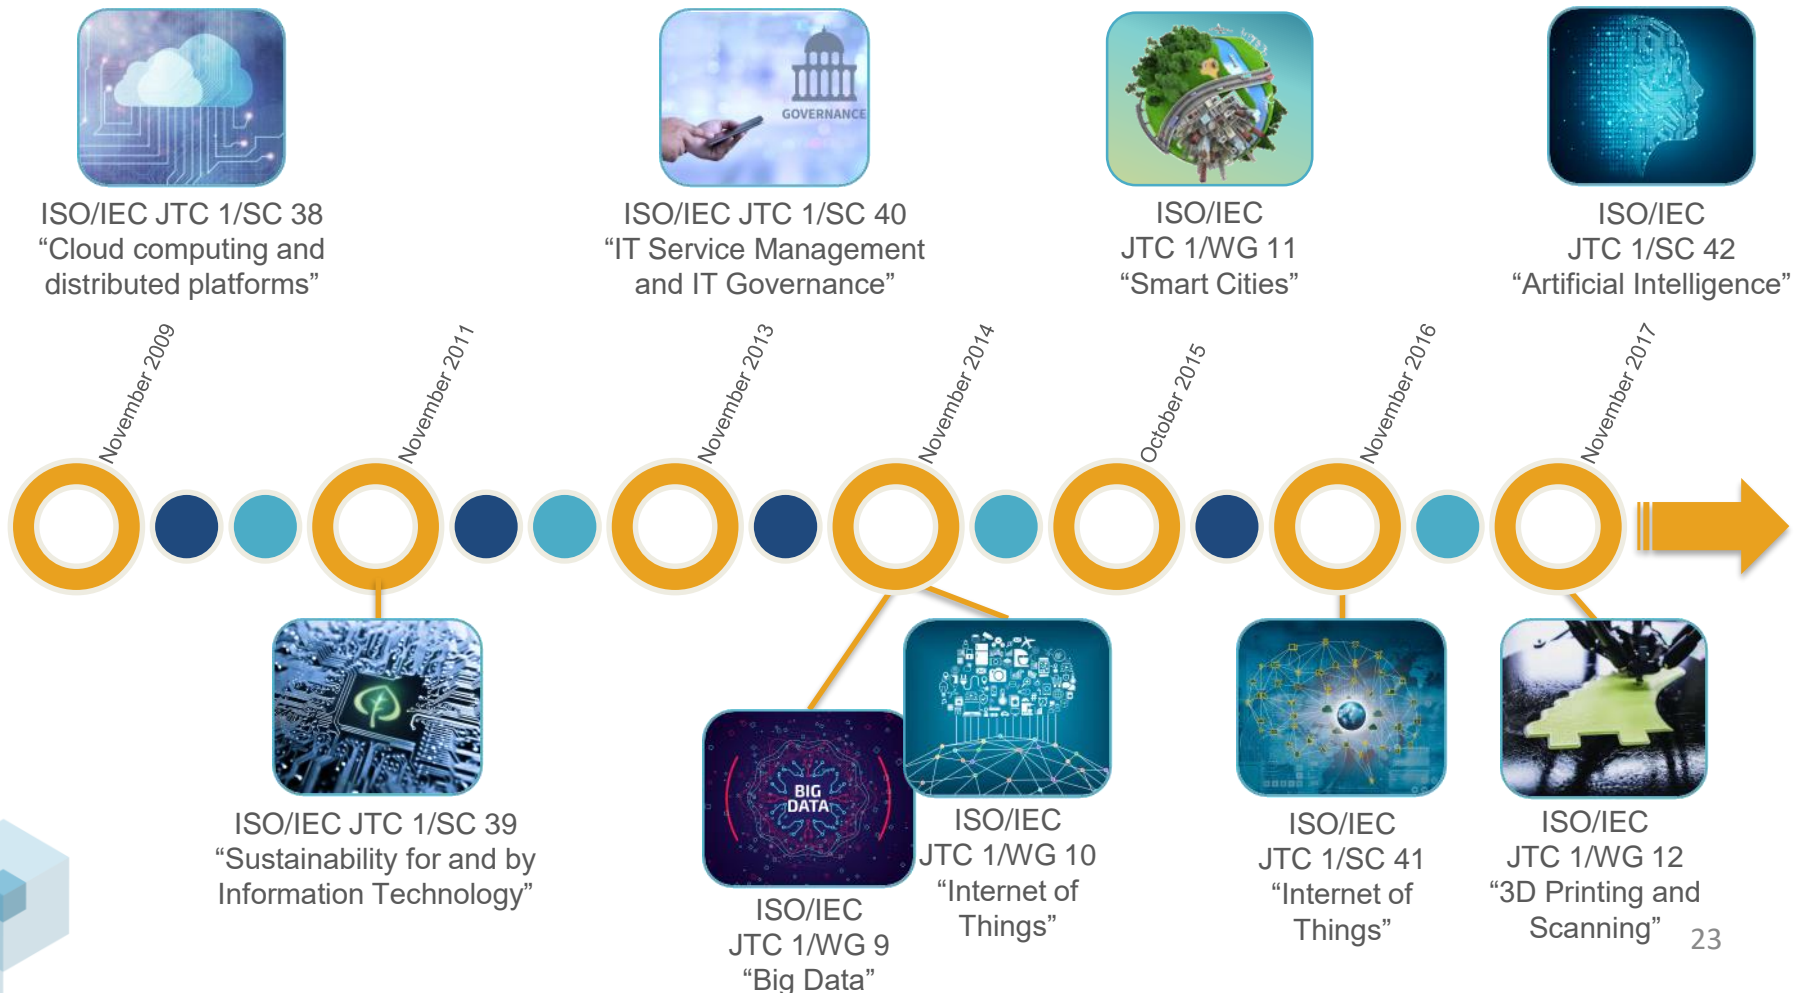 GOVERNANCE
ISO/IEC JTC 1/SC 38
“Cloud computing and
distributed platforms”
ISO/IEC JTC 1/SC 40
“IT Service Management
and IT Governance”
ISO/IEC
JTC 1/WG 11
“Smart Cities”
ISO/IEC
JTC 1/SC 42
“Artificial Intelligence”
November 2009
November 2011
November 2013
November 2014
October 2015
November 2016
November 2017
ISO/IEC JTC 1/SC 39
“Sustainability for and by
Information Technology”
BIG
DATA
ISO/IEC
JTC 1/WG 9
“Big Data”
ISO/IEC
JTC 1/WG 10
“Internet of
Things”
ISO/IEC
JTC 1/SC 41
“Internet of
Things”
ISO/IEC
JTC 1/WG 12
“3D Printing and
Scanning”
23